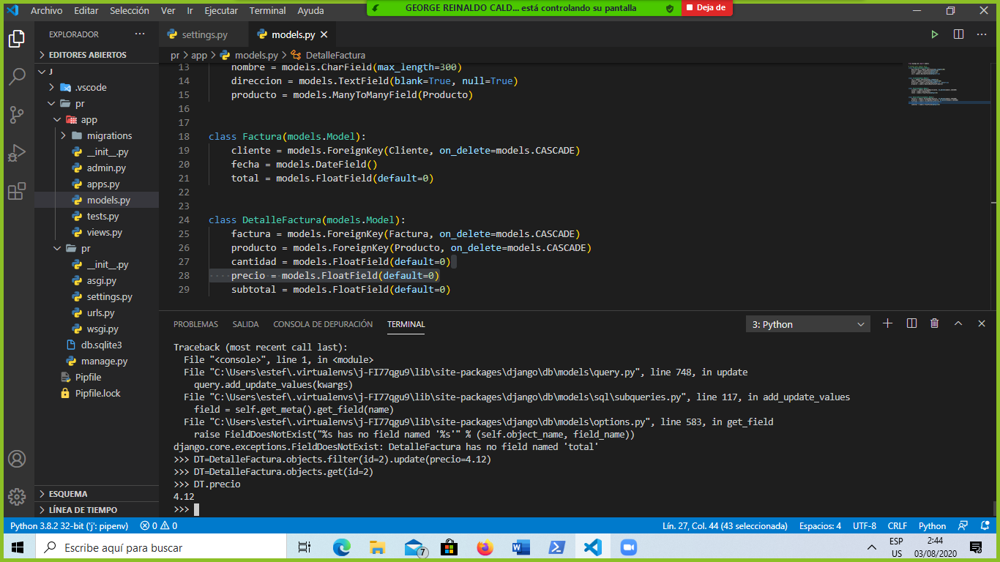 Archivo Editar Selección Ver Ir Ejecutar Terminal Ayuda
GEORGE REINALDO CALD... está controlando su pantalla
Deja de
EXPLORADOR
EDITORES ABIERTOS
J
.vscode
pr
app
migrations
__init__.py
admin.py
apps.py
models.py
tests.py
views.py
pr
__init__.py
asgi.py
settings.py
urls.py
wsgi.py
db.sqlite3
manage.py
Pipfile
Pipfile.lock
ESQUEMA
LÍNEA DE TIEMPO
settings.py models.py
pr > app > models.py > DetalleFactura
13 nombre = models.CharField(max_length=300)
14 direccion = models.TextField(blank=True, null=True)
15 producto = models.ManyToManyField(Producto)
16
17
18 class Factura(models.Model):
19 cliente = models.ForeignKey(Cliente, on_delete=models.CASCADE)
20 fecha = models.DateField()
21 total = models.FloatField(default=0)
22
23
24 class DetalleFactura(models.Model):
25 factura = models.ForeignKey(Factura, on_delete=models.CASCADE)
26 producto = models.ForeignKey(Producto, on_delete=models.CASCADE)
27 cantidad = models.FloatField(default=0)
28 precio = models.FloatField(default=0)
29 subtotal = models.FloatField(default=0)
PROBLEMAS SALIDA CONSOLA DE DEPURACIÓN TERMINAL
3: Python
Traceback (most recent call last):
File "<console>", line 1, in <module>
File "C:\Users\estef\.virtualenvs\j-FI77qgu9\lib\site-packages\django\db\models\query.py", line 748, in update
query.add_update_values(kwargs)
File "C:\Users\estef\.virtualenvs\j-FI77qgu9\lib\site-packages\django\db\models\sql\subqueries.py", line 117, in add_update_values
field = self.get_meta().get_field(name)
File "C:\Users\estef\.virtualenvs\j-FI77qgu9\lib\site-packages\django\db\models\options.py", line 583, in get_field
raise FieldDoesNotExist("%s has no field named '%s'" % (self.object_name, field_name))
django.core.exceptions.FieldDoesNotExist: DetalleFactura has no field named 'total'
>>> DT=DetalleFactura.objects.filter(id=2).update(precio=4.12)
>>> DT=DetalleFactura.objects.get(id=2)
>>> DT.precio
4.12
>>>
Python 3.8.2 32-bit ('j': pipenv) 0 0 Lín. 27, Col. 44 (43 seleccionada) Espacios: 4 UTF-8 CRLF Python
Escribe aquí para buscar
7
ESP
US
2:44
03/08/2020